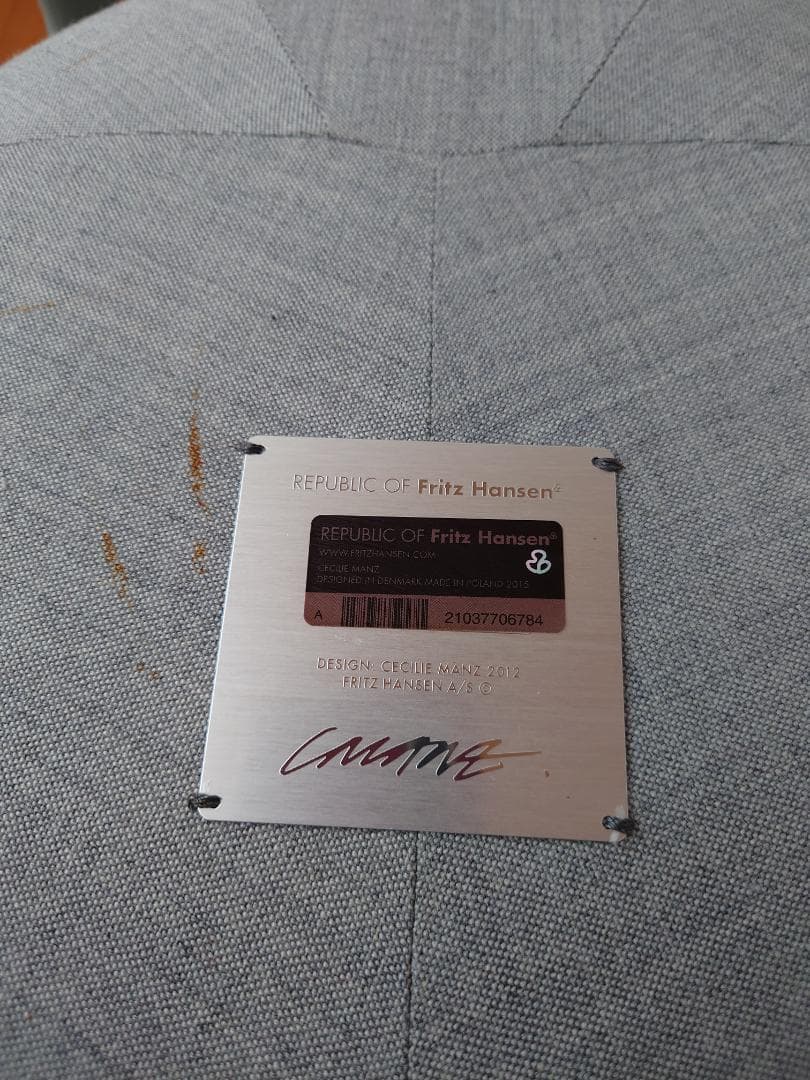 REPUBLIC OF Fritz Hansen®
REPUBLIC OF Fritz Hansen®
WWW.FRITZHANSEN.COM
CECILIE MANZ
DESIGNED IN DENMARK MADE IN POLAND 2015
A 21037706784
DESIGN: CECILIE MANZ 2012
FRITZ HANSEN A/S ©